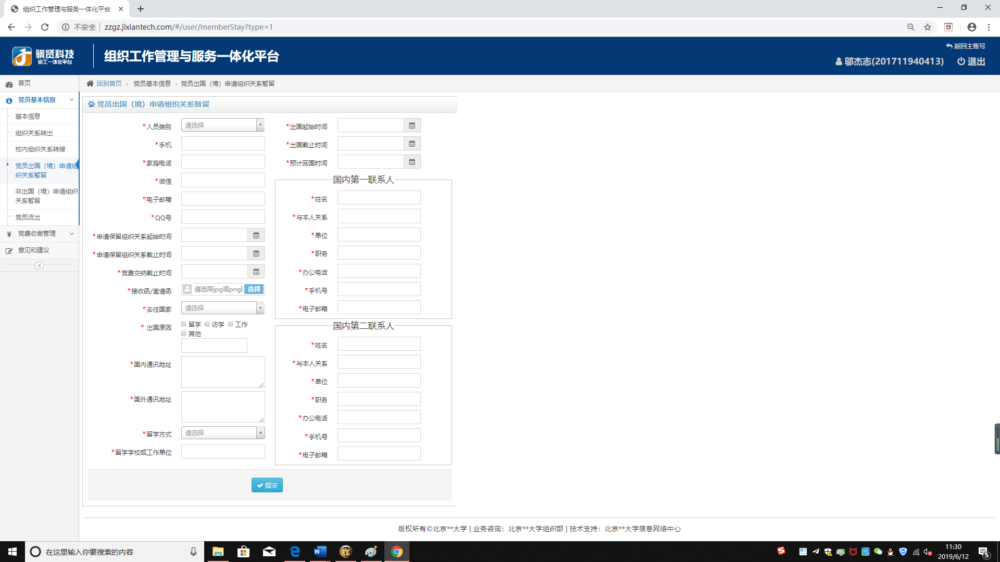 组织工作管理与服务一体化平台
不安全
zzgz.jixiantech.com/#/user/memberStay?type=1
骥贤科技
组工一体化平台
组织工作管理与服务一体化平台
返回主账号
邬杰志(201711940413)
退出
首页
党员基本信息
基本信息
组织关系转出
校内组织关系转接
党员出国（境）申请组
织关系暂留
非出国（境）申请组织
关系暂留
党员流出
党费收缴管理
意见和建议
回到首页 党员基本信息 党员出国（境）申请组织关系暂留
党员出国（境）申请组织关系暂留
*人员类别 请选择
*手机
*家庭电话
*微信
*电子邮箱
*QQ号
*申请保留组织关系起始时间
*申请保留组织关系截止时间
*党费交纳截止时间
*接收函/邀请函 请选择jpg或png 选择
*去往国家 请选择
* 出国原因 留学 访学 工作
其他
*国内通讯地址
*国外通讯地址
*留学方式 请选择
*留学学校或工作单位
*出国起始时间
*出国截止时间
*预计回国时间
国内第一联系人
*姓名
*与本人关系
*单位
*职务
*办公电话
*手机号
*电子邮箱
国内第二联系人
*姓名
*与本人关系
*单位
*职务
*办公电话
*手机号
*电子邮箱
提交
版权所有©北京**大学 | 业务咨询：北京**大学组织部 | 技术支持：北京**大学信息网络中心
在这里输入你要搜索的内容
11:30
2019/6/12
5